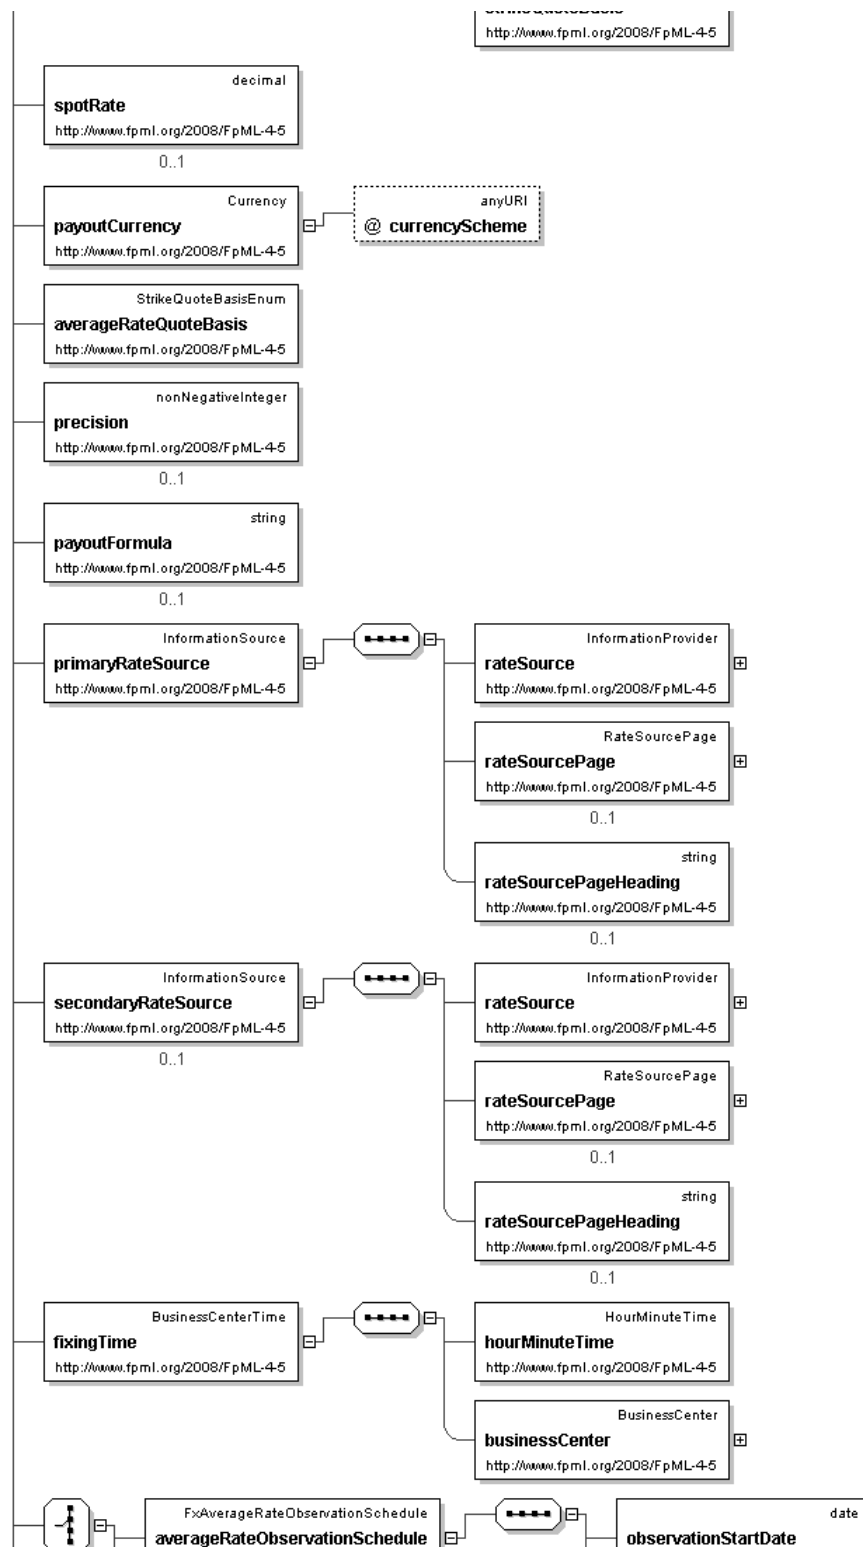 http://www.fpml.org/2008/FpML-4-5
decimal
spotRate
http://www.fpml.org/2008/FpML-4-5
0..1
Currency
payoutCurrency
http://www.fpml.org/2008/FpML-4-5
anyURI
@ currencyScheme
StrikeQuoteBasisEnum
averageRateQuoteBasis
http://www.fpml.org/2008/FpML-4-5
nonNegativeInteger
precision
http://www.fpml.org/2008/FpML-4-5
0..1
string
payoutFormula
http://www.fpml.org/2008/FpML-4-5
0..1
InformationSource
primaryRateSource
http://www.fpml.org/2008/FpML-4-5
InformationProvider
rateSource
http://www.fpml.org/2008/FpML-4-5
RateSourcePage
rateSourcePage
http://www.fpml.org/2008/FpML-4-5
0..1
string
rateSourcePageHeading
http://www.fpml.org/2008/FpML-4-5
0..1
InformationSource
secondaryRateSource
http://www.fpml.org/2008/FpML-4-5
0..1
InformationProvider
rateSource
http://www.fpml.org/2008/FpML-4-5
RateSourcePage
rateSourcePage
http://www.fpml.org/2008/FpML-4-5
0..1
string
rateSourcePageHeading
http://www.fpml.org/2008/FpML-4-5
0..1
BusinessCenterTime
fixingTime
http://www.fpml.org/2008/FpML-4-5
HourMinuteTime
hourMinuteTime
http://www.fpml.org/2008/FpML-4-5
BusinessCenter
businessCenter
http://www.fpml.org/2008/FpML-4-5
FxAverageRateObservationSchedule
averageRateObservationSchedule
date
observationStartDate